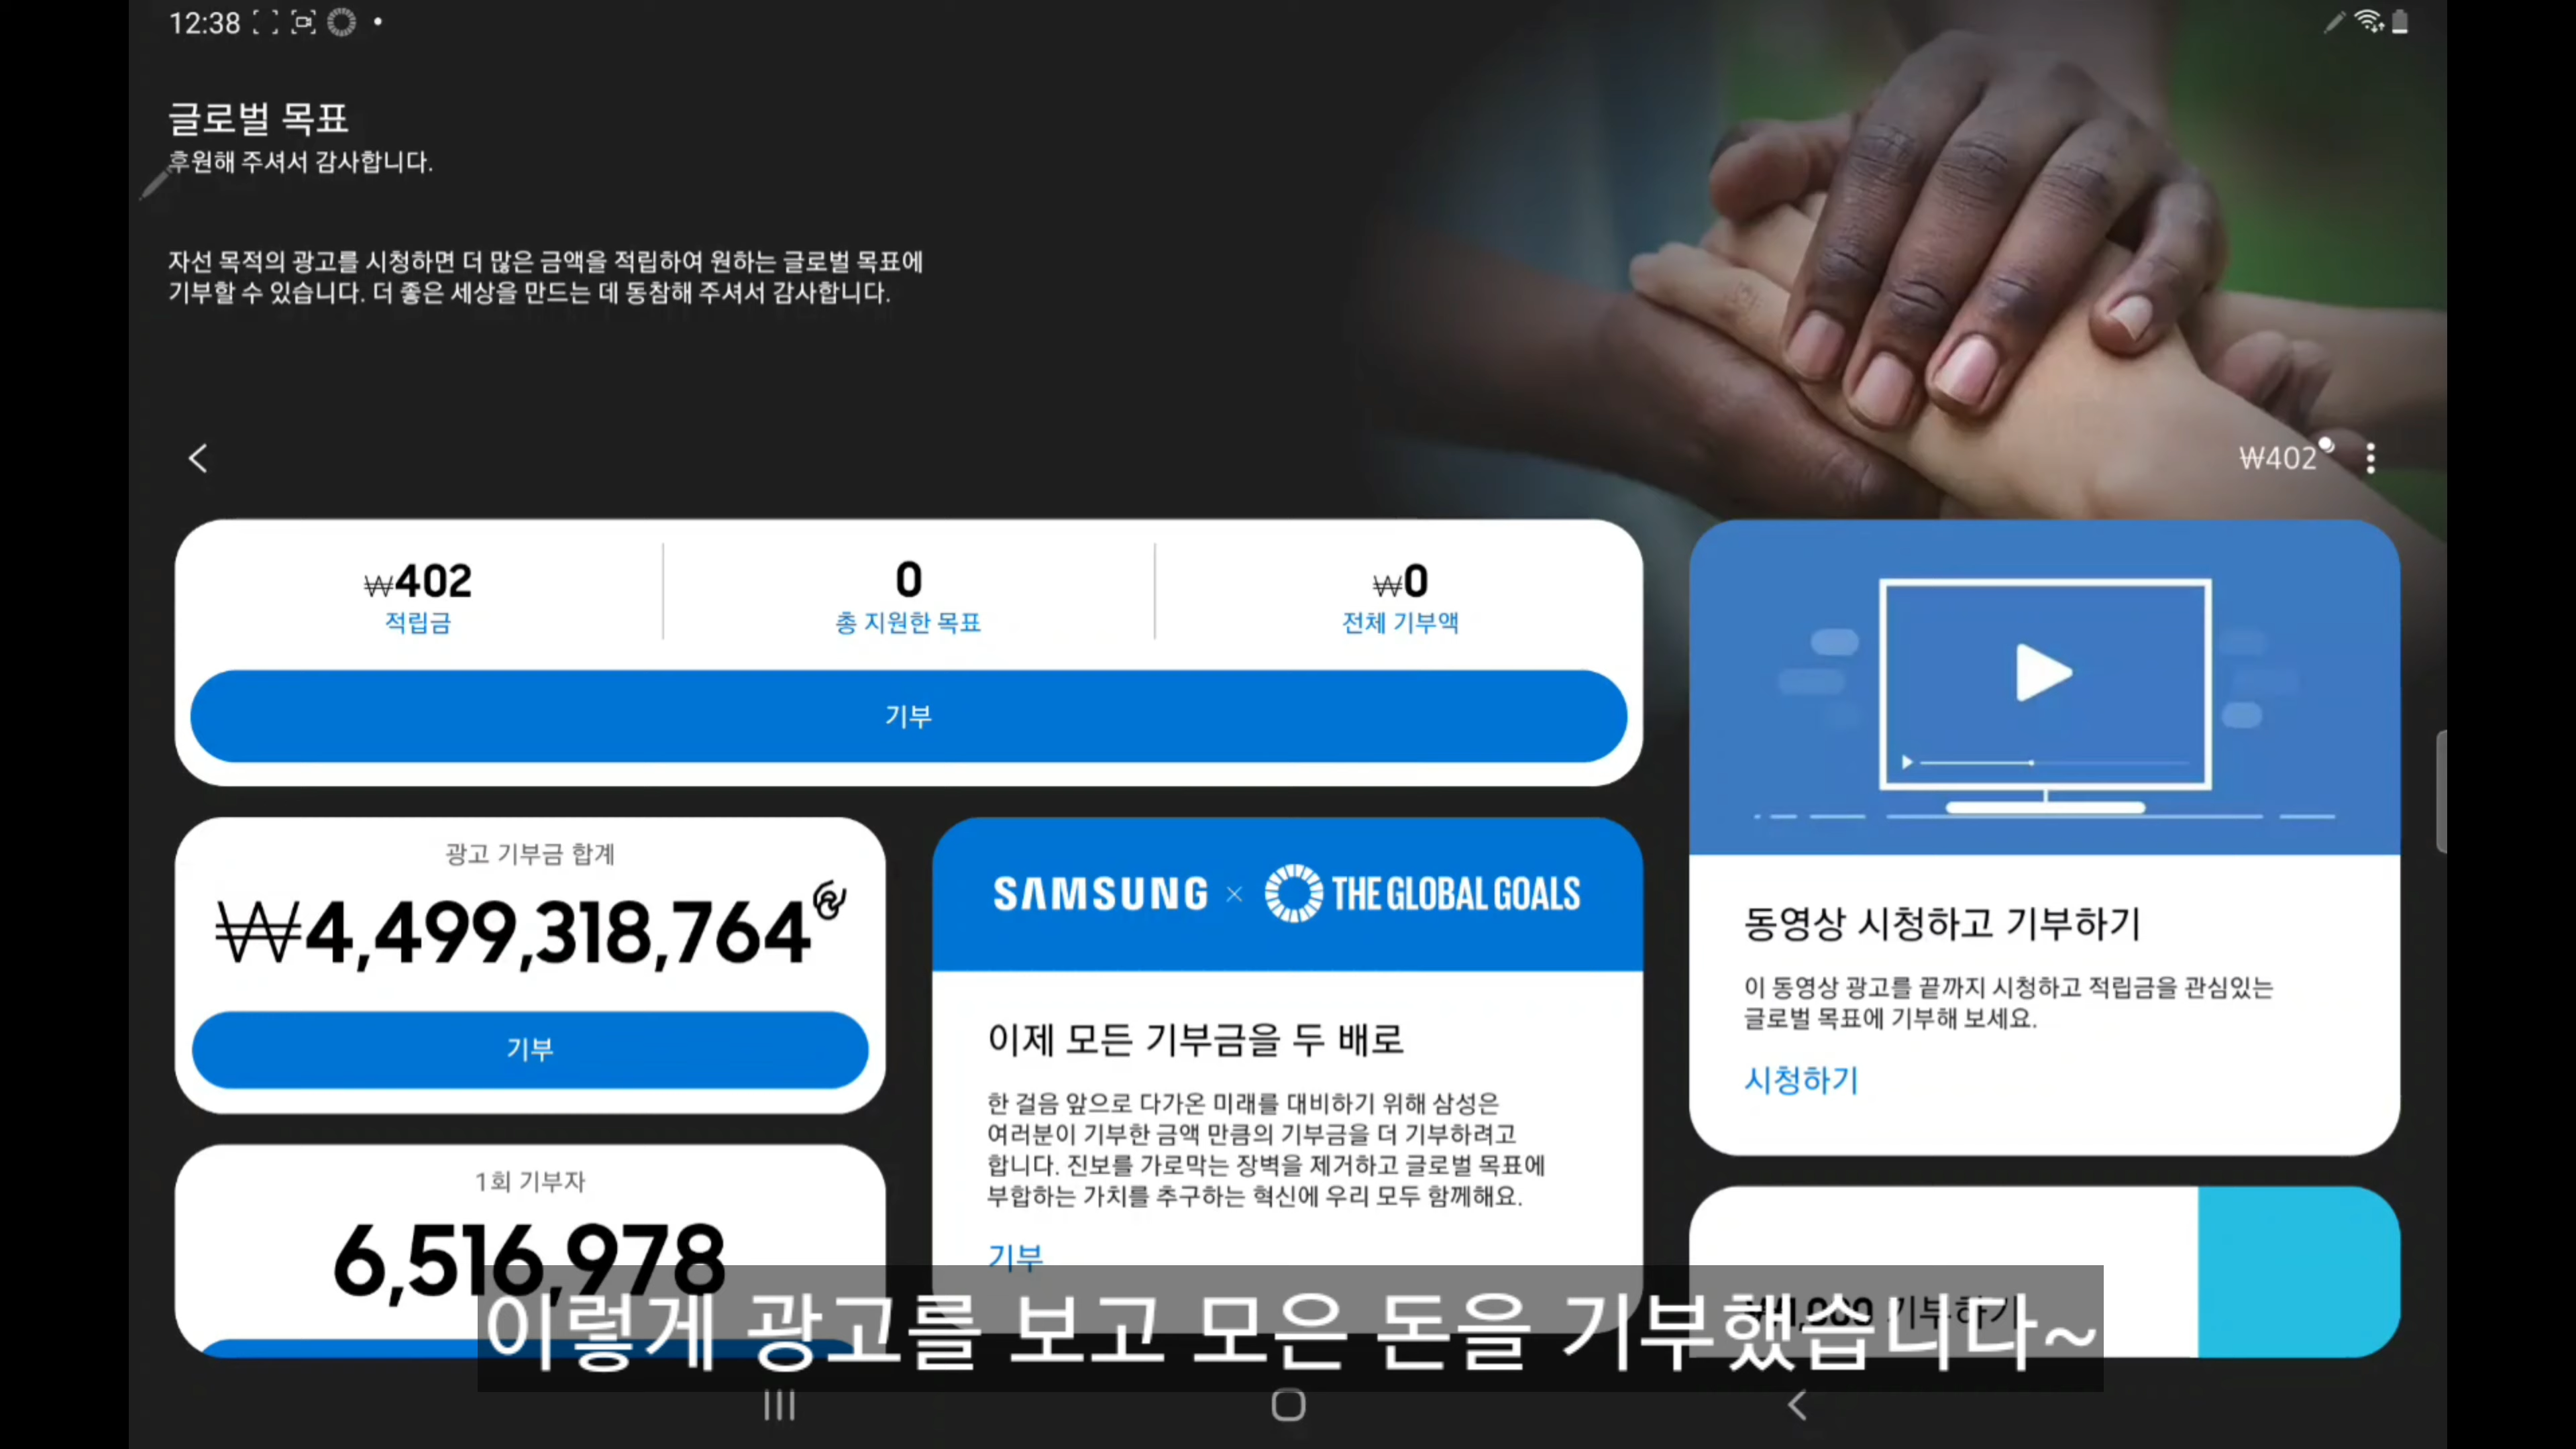 12:38
글로벌 목표
후원해 주셔서 감사합니다.
자선 목적의 광고를 시청하면 더 많은 금액을 적립하여 원하는 글로벌 목표에
기부할 수 있습니다. 더 좋은 세상을 만드는 데 동참해 주셔서 감사합니다.
₩402
₩402
적립금
0
총 지원한 목표
₩0
전체 기부액
기부
광고 기부금 합계
₩4,499,318,764
기부
1회 기부자
6,516,978
SAMSUNG × THE GLOBAL GOALS
이제 모든 기부금을 두 배로
한 걸음 앞으로 다가온 미래를 대비하기 위해 삼성은
여러분이 기부한 금액 만큼의 기부금을 더 기부하려고
합니다. 진보를 가로막는 장벽을 제거하고 글로벌 목표에
부합하는 가치를 추구하는 혁신에 우리 모두 함께해요.
기부
동영상 시청하고 기부하기
이 동영상 광고를 끝까지 시청하고 적립금을 관심있는
글로벌 목표에 기부해 보세요.
시청하기
₩1,000 기부하기
이렇게 광고를 보고 모은 돈을 기부했습니다~